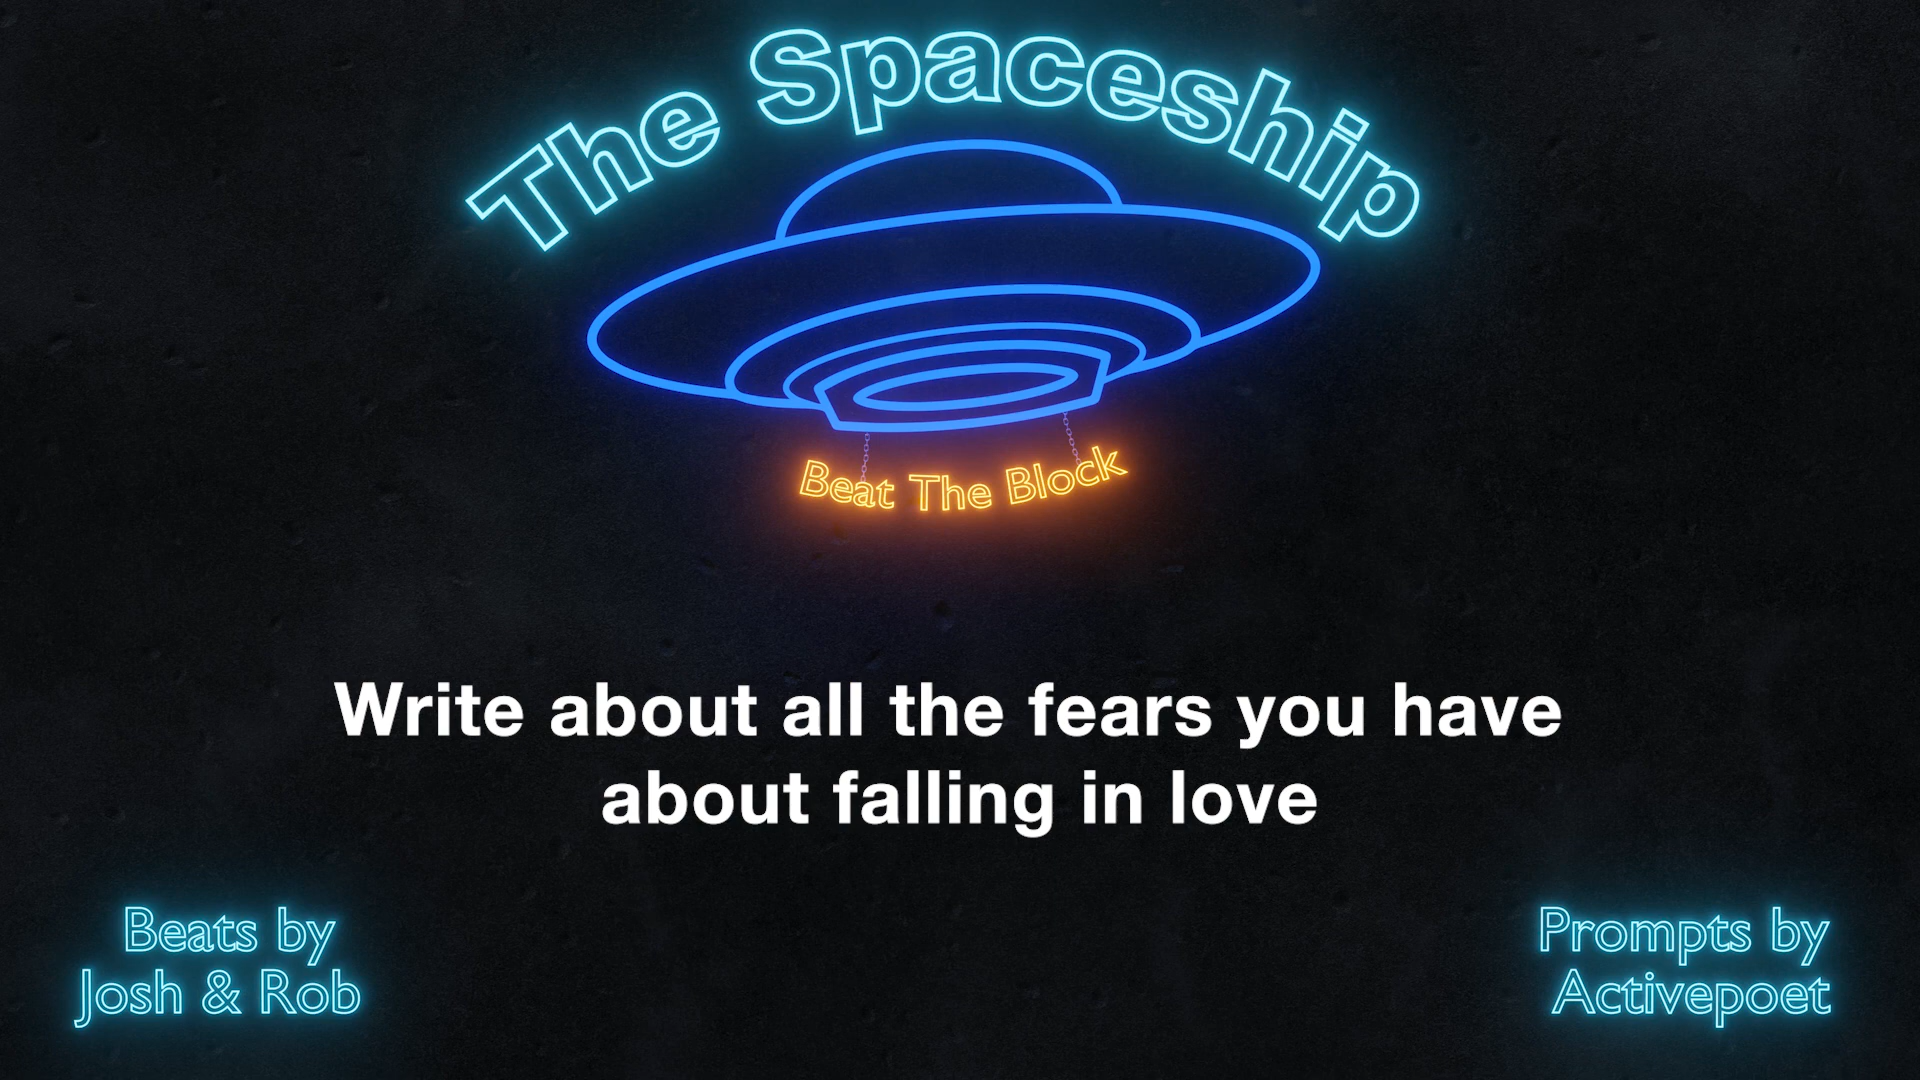 The Spaceship
Beat The Block
Write about all the fears you have
about falling in love
Beats by
Josh & Rob
Prompts by
Activepoet